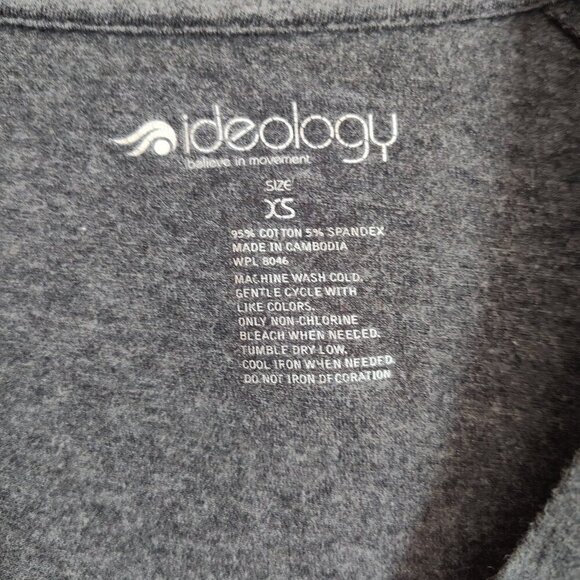 ideology
believe in movement
SIZE
XS
95% COTTON 5% SPANDEX
MADE IN CAMBODIA
WPL 8046
MACHINE WASH COLD.
GENTLE CYCLE WITH
LIKE COLORS.
ONLY NON-CHLORINE
BLEACH WHEN NEEDED.
TUMBLE DRY LOW.
COOL IRON WHEN NEEDED.
DO NOT IRON DECORATION